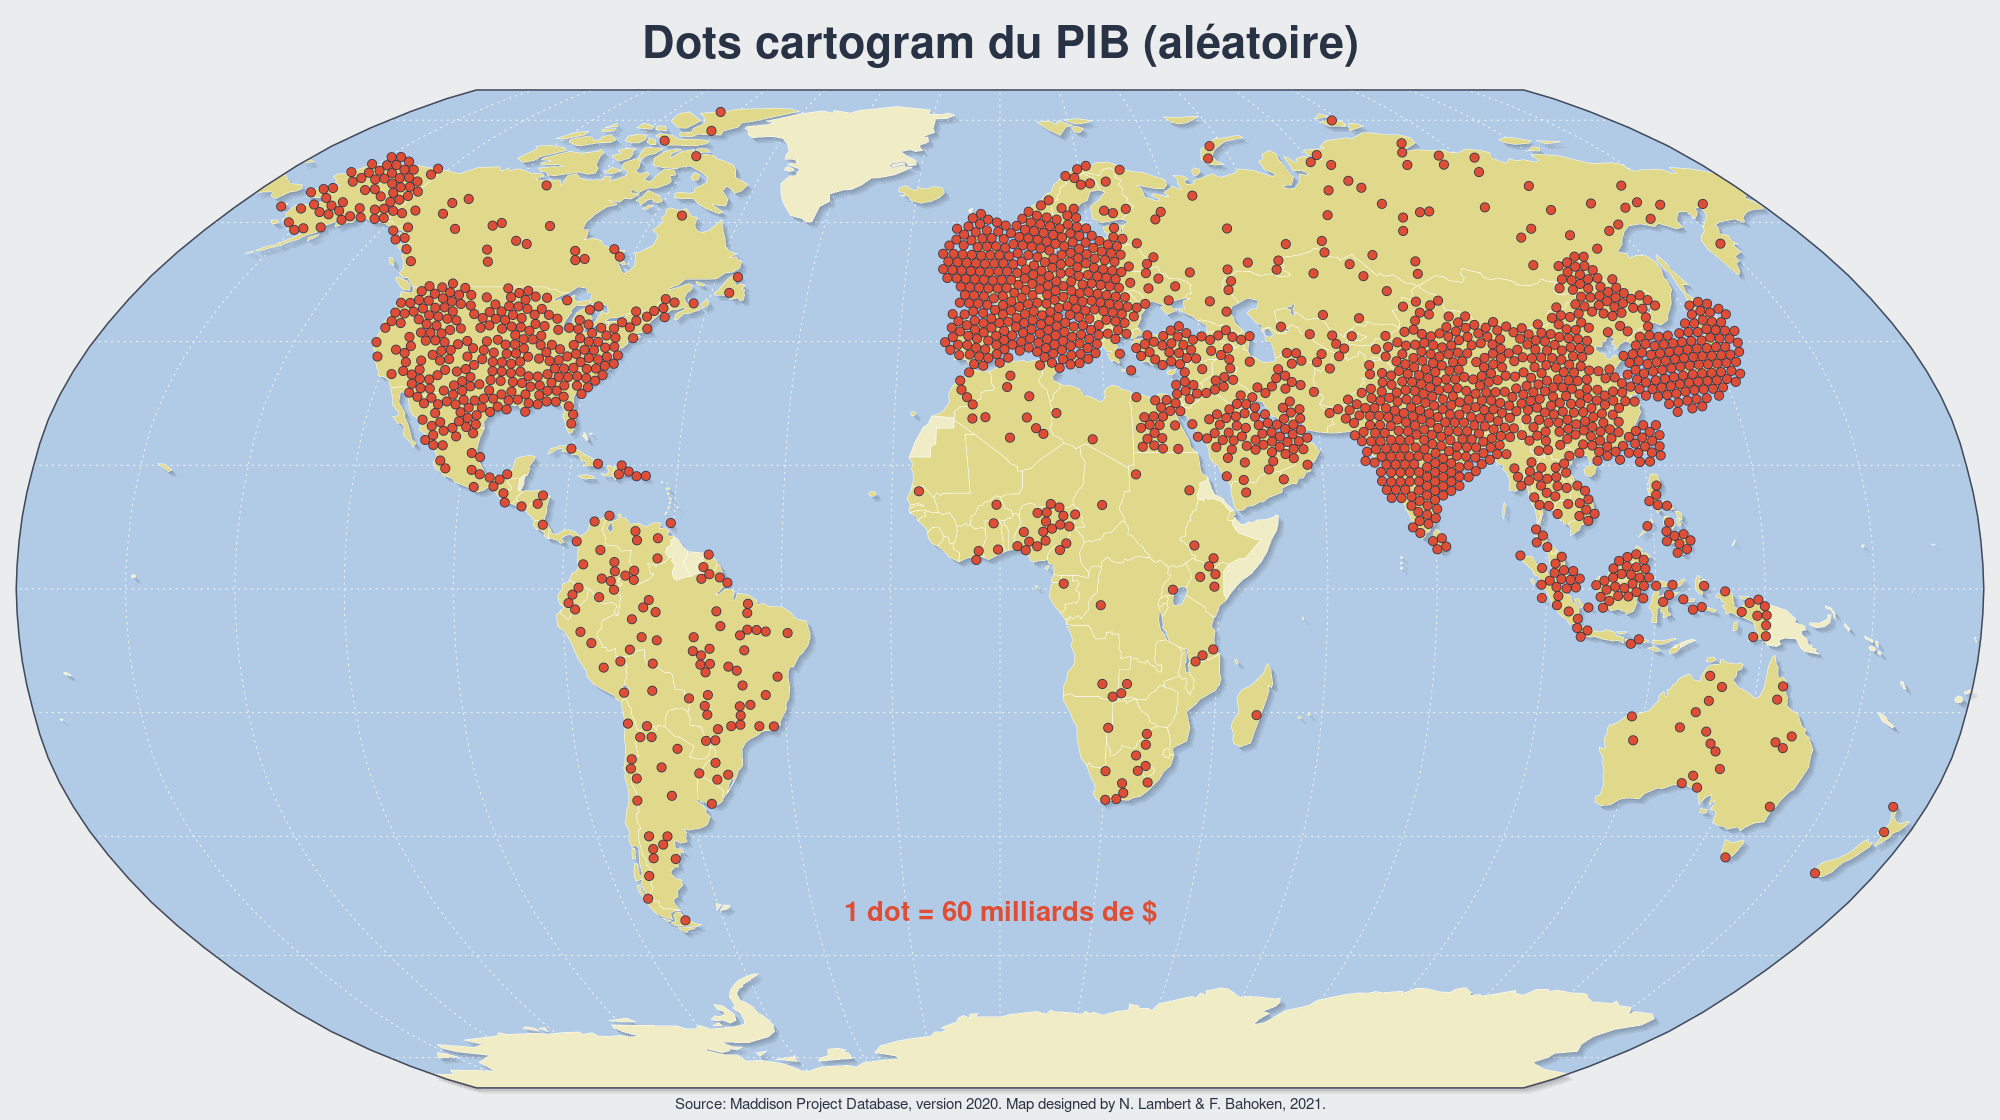 Dots cartogram du PIB (aléatoire)
1 dot = 60 milliards de $
Source: Maddison Project Database, version 2020. Map designed by N. Lambert & F. Bahoken, 2021.